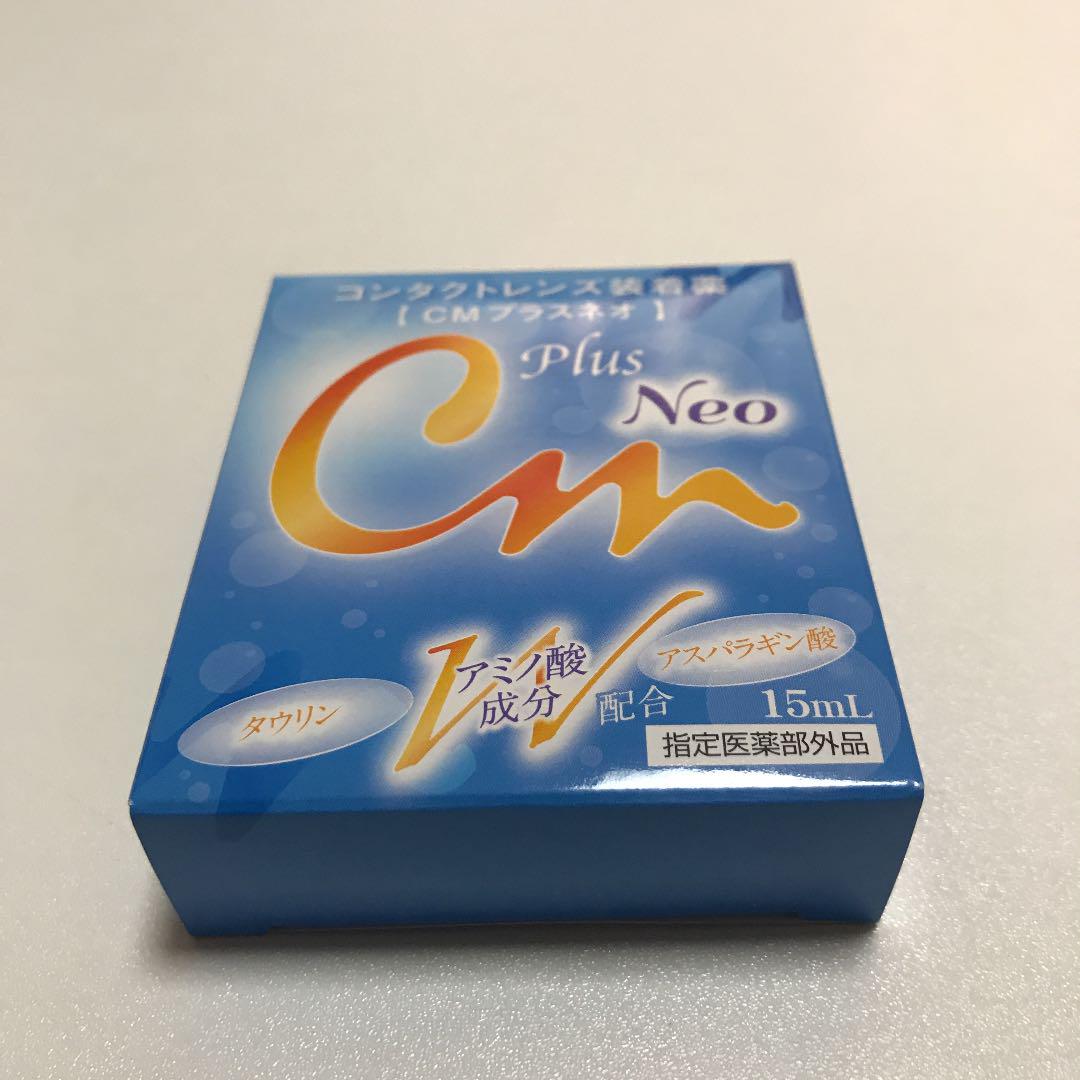 コンタクトレンズ装着薬
【CMプラスネオ】
Plus
Neo
Cm
W
アミノ酸
成分
配合
タウリン
アスパラギン酸
15mL
指定医薬部外品